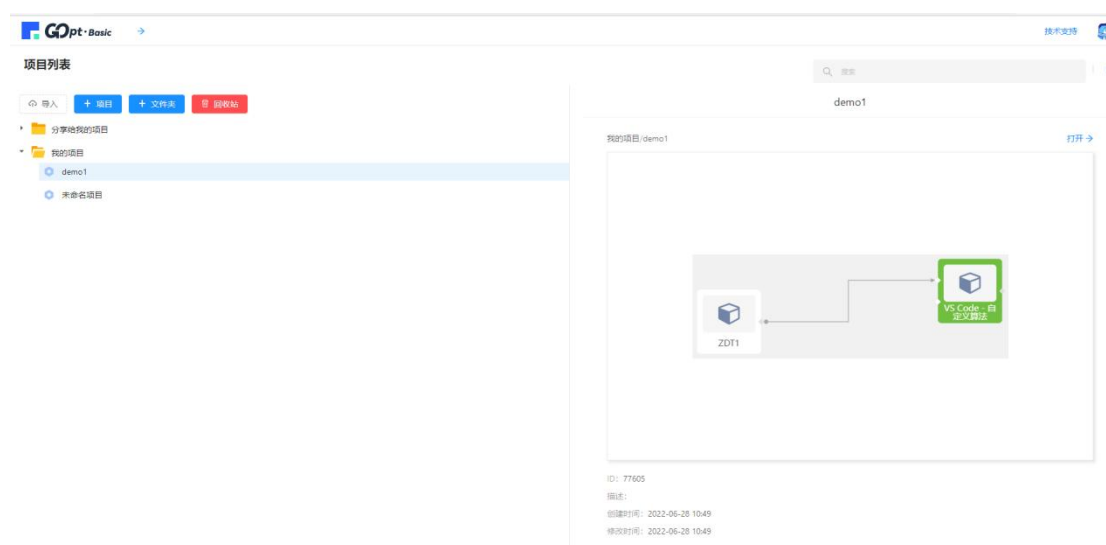 GOpt·Basic
技术支持
项目列表
搜索
导入 + 项目 + 文件夹 回收站
分享给我的项目
我的项目
demo1
未命名项目
demo1
我的项目/demo1
打开
ZDT1
VS Code - 自
定义算法
ID: 77605
描述:
创建时间: 2022-06-28 10:49
修改时间: 2022-06-28 10:49